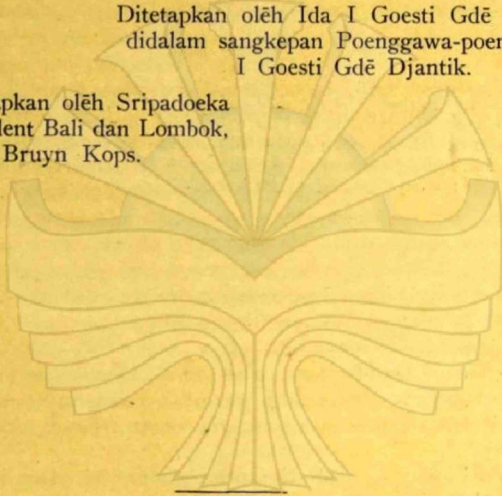 Ditetapkan olēh Ida I Goesti Gdē
didalam sangkepan Poenggawa-poen
I Goesti Gdē Djantik.
pkan olēh Sripadoeka
lent Bali dan Lombok,
Bruyn Kops.